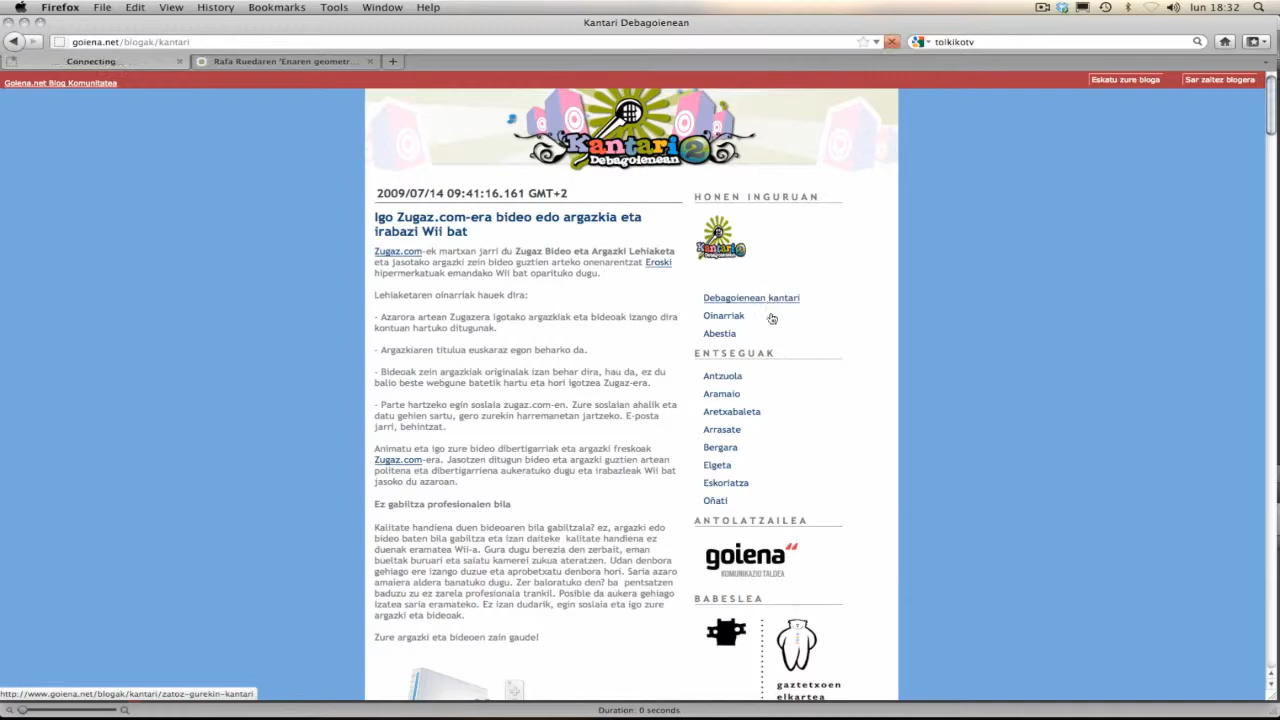 Firefox File Edit View History Bookmarks Tools Window Help
lun 18:32
Kantari Debagoienean
goiena.net/blogak/kantari
tolkikotv
Connecting
Rafa Ruedaren 'Enaren geometr...
Goiena.net Blog Komunitatea
Eskatu zure bloga
Sar zaitez blogera
Kantari 2
Debagoienean
2009/07/14 09:41:16.161 GMT+2
Igo Zugaz.com-era bideo edo argazkia eta
irabazi Wii bat
Zugaz.com-ek martxan jarri du Zugaz Bideo eta Argazki Lehiaketa
eta jasotako argazki zein bideo guztien arteko onenarentzat Eroski
hipermerkatuak emandako Wii bat oparituko dugu.
Lehiaketaren oinarriak hauek dira:
- Azarora artean Zugazera igotako argazkiak eta bideoak izango dira
kontuan hartuko ditugunak.
- Argazkiaren titulua euskaraz egon beharko da.
- Bideoak zein argazkiak originalak izan behar dira, hau da, ez du
balio beste webgune batetik hartu eta hori igotzea Zugaz-era.
- Parte hartzeko egin soslaia zugaz.com-en. Zure soslaian ahalik eta
datu gehien sartu, gero zurekin harremanetan jartzeko. E-posta
jarri, behintzat.
Animatu eta igo zure bideo dibertigarriak eta argazki freskoak
Zugaz.com-era. Jasotzen ditugun bideo eta argazki guztien artean
politena eta dibertigarriena aukeratuko dugu eta irabazleak Wii bat
jasoko du azaroan.
Ez gabiltza profesionalen bila
Kalitate handiena duen bideoaren bila gabiltzala? ez, argazki edo
bideo baten bila gabiltza eta izan daiteke kalitate handiena ez
duenak eramatea Wii-a. Gura dugu berezia den zerbait, eman
bueltak buruari eta saiatu kamerei zukua ateratzen. Udan denbora
gehiago ere izango duzue eta aprobetxatu denbora hori. Saria azaro
amaiera aldera banatuko dugu. Zer baloratuko den? ba pentsatzen
baduzu zu ez zarela profesionala trankil. Posible da aukera gehiago
izatea saria eramateko. Ez izan dudarik, egin soslaia eta igo zure
argazki eta bideoak.
Zure argazki eta bideoen zain gaude!
HONEN INGURUAN
Kantari 2
Debagoienean kantari
Oinarriak
Abestia
ENTSEGUAK
Antzuola
Aramaio
Aretxabaleta
Arrasate
Bergara
Elgeta
Eskoriatza
Oñati
ANTOLATZAILEA
goiena
KOMUNIKAZIO TALDEA
BABESLEA
gaztetxoen
elkartea
http://www.goiena.net/blogak/kantari/zatoz-gurekin-kantari
Duration: 0 seconds